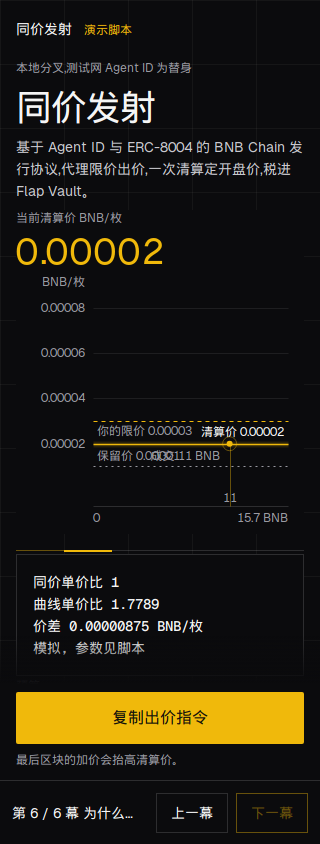 同价发射 演示脚本
本地分叉,测试网 Agent ID 为替身
同价发射
基于 Agent ID 与 ERC-8004 的 BNB Chain 发
行协议,代理限价出价,一次清算定开盘价,税进
Flap Vault。
当前清算价 BNB/枚
0.00002
BNB/枚
0.00008
0.00006
0.00004
你的限价 0.00003 清算价 0.00002
0.00002
保留价
11 BNB
11
0 15.7 BNB
同价单价比 1
曲线单价比 1.7789
价差 0.00000875 BNB/枚
模拟, 参数见脚本
复制出价指令
最后区块的加价会抬高清算价。
第 6 / 6 幕 为什么… 上一幕 下一幕